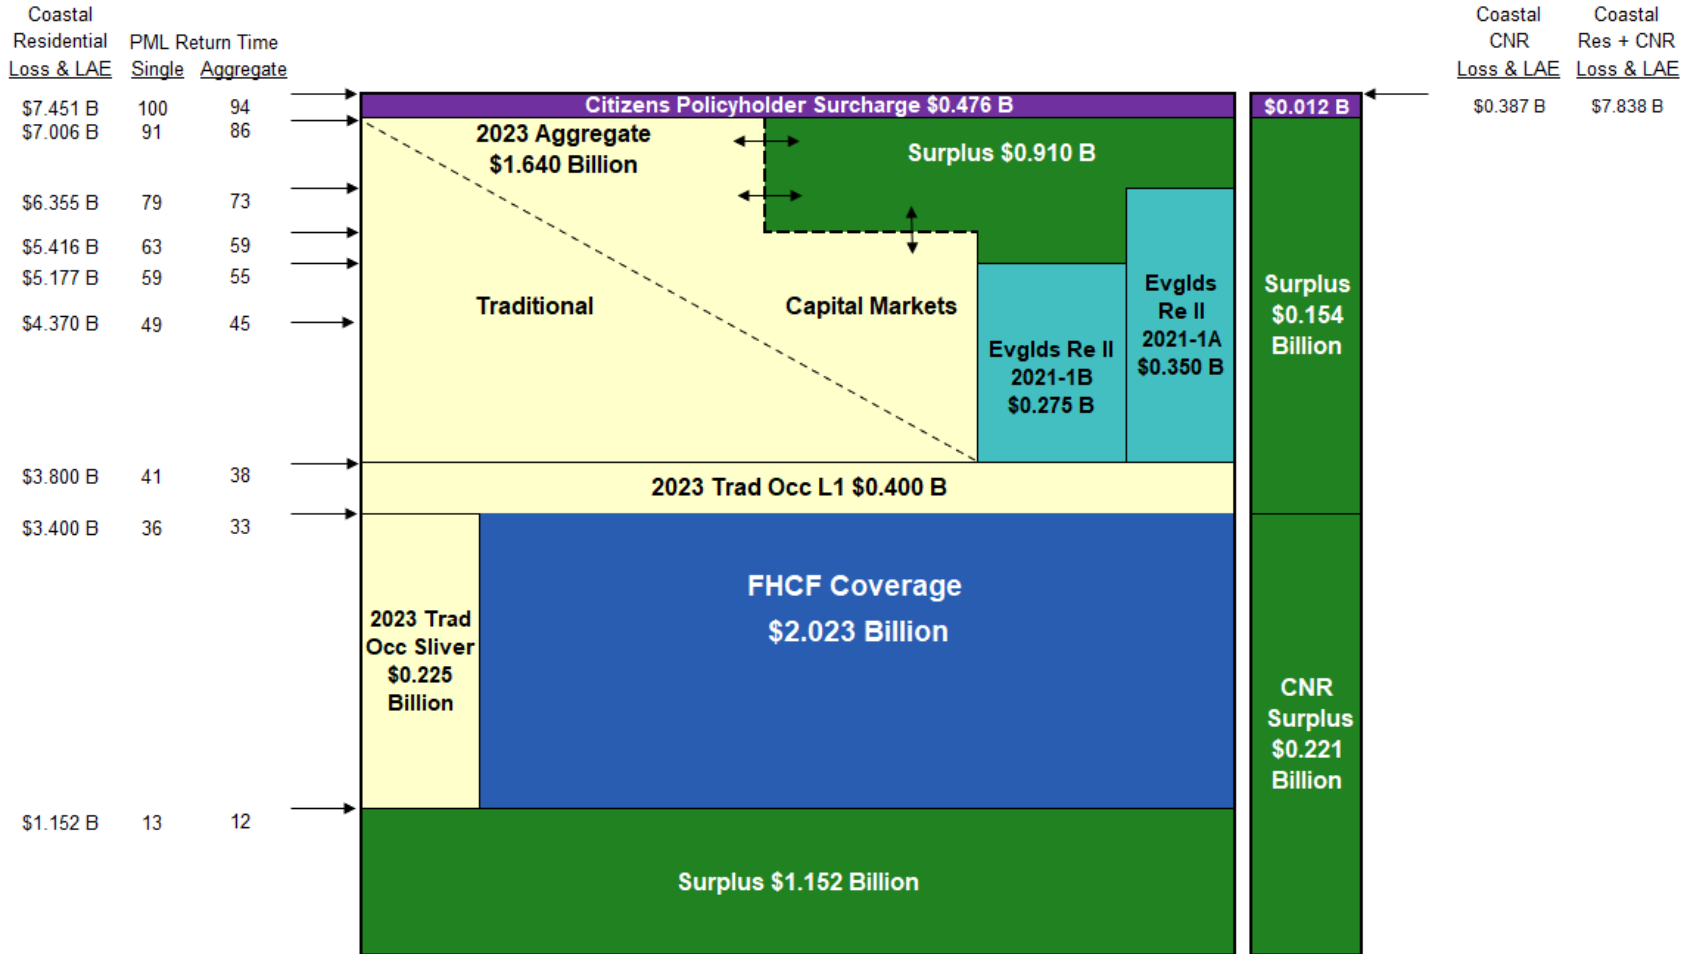 Coastal
Residential
Loss & LAE
PML Return Time
Single Aggregate
Coastal
CNR
Loss & LAE
Coastal
Res + CNR
Loss & LAE
$7.451 B 100 94
$7.006 B 91 86
$6.355 B 79 73
$5.416 B 63 59
$5.177 B 59 55
$4.370 B 49 45
$3.800 B 41 38
$3.400 B 36 33
$1.152 B 13 12
Citizens Policyholder Surcharge $0.476 B
2023 Aggregate
$1.640 Billion
Surplus $0.910 B
Traditional
Capital Markets
Evglds Re II
2021-1B
$0.275 B
Evglds
Re II
2021-1A
$0.350 B
2023 Trad Occ L1 $0.400 B
2023 Trad
Occ Sliver
$0.225
Billion
FHCF Coverage
$2.023 Billion
Surplus $1.152 Billion
$0.012 B
Surplus
$0.154
Billion
CNR
Surplus
$0.221
Billion
$0.387 B $7.838 B